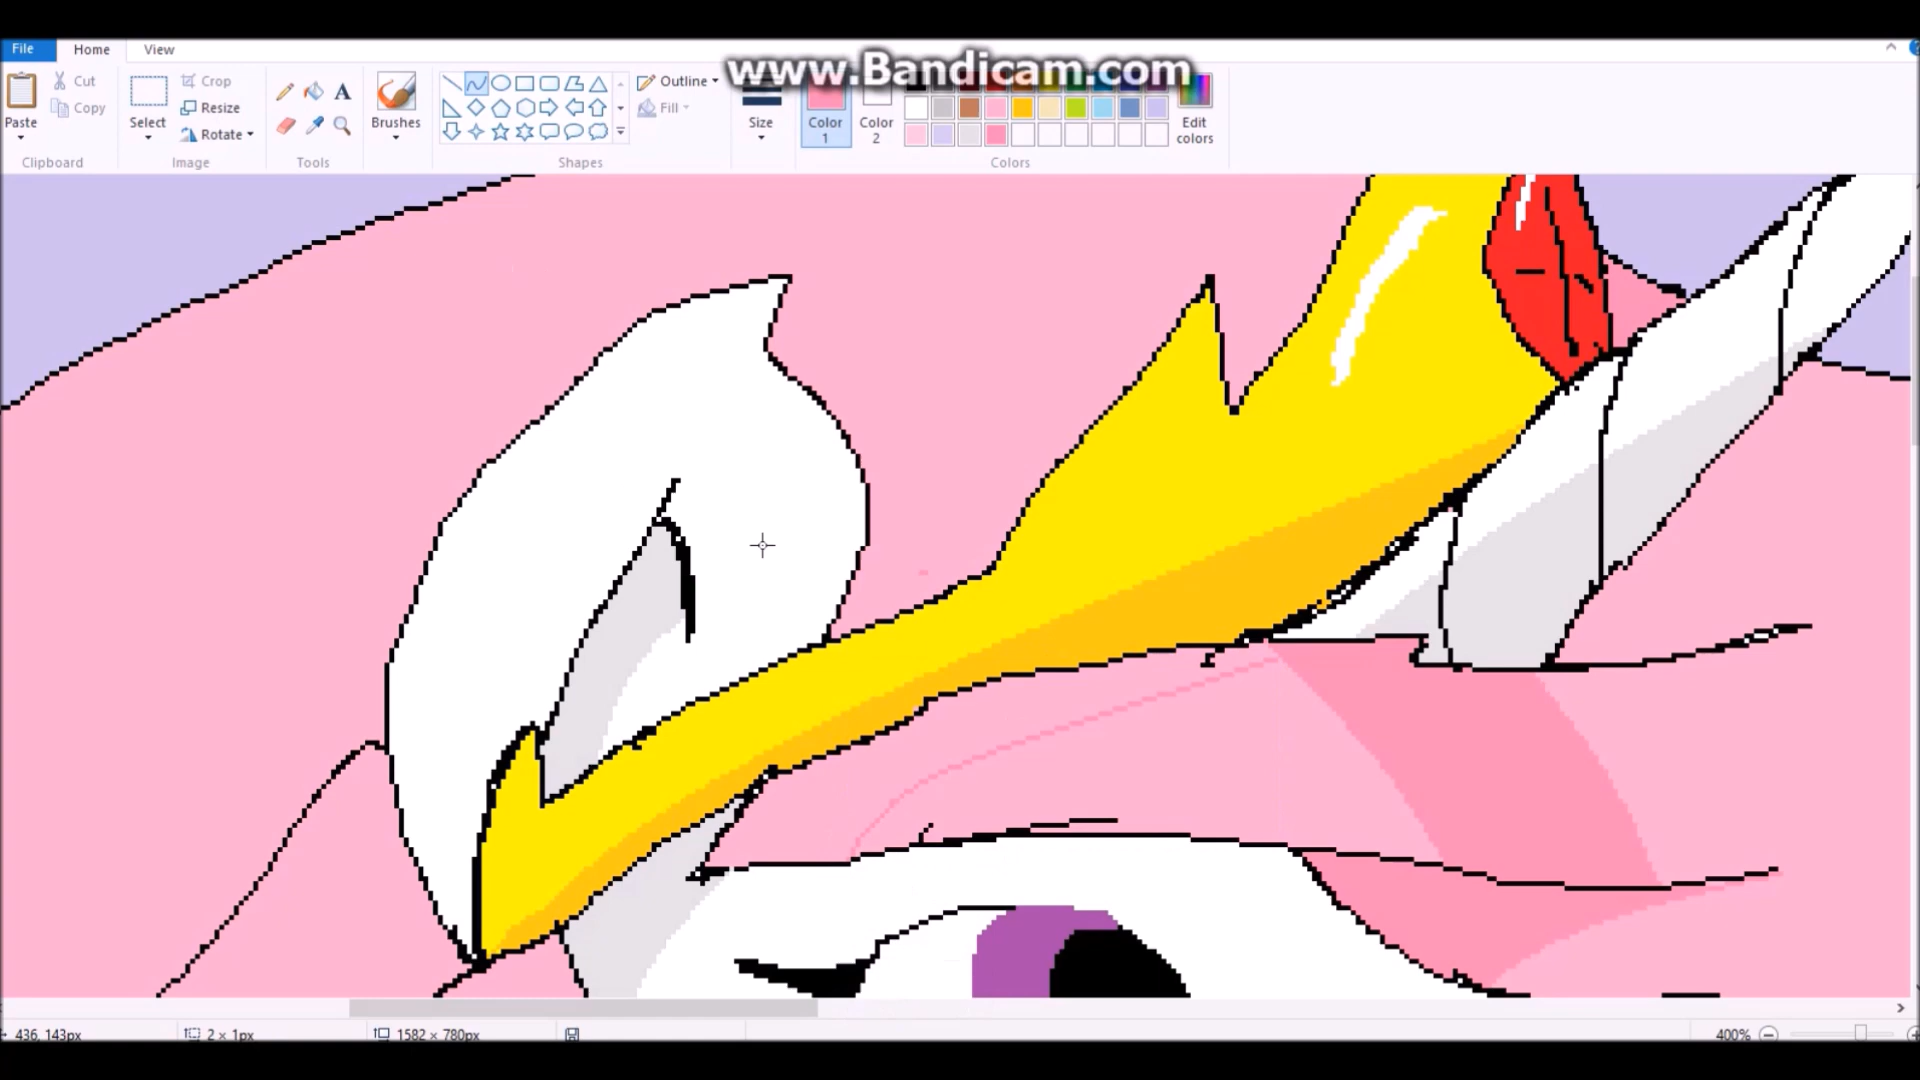 www.Bandicam.com
File Home View
Cut
Copy
Paste
Clipboard
Select
Crop
Resize
Rotate
Image
A
Tools
Brushes
Shapes
Outline
Fill
Size
Color 1
Color 2
Edit colors
Colors
436, 143px
2 × 1px
1582 × 780px
400%